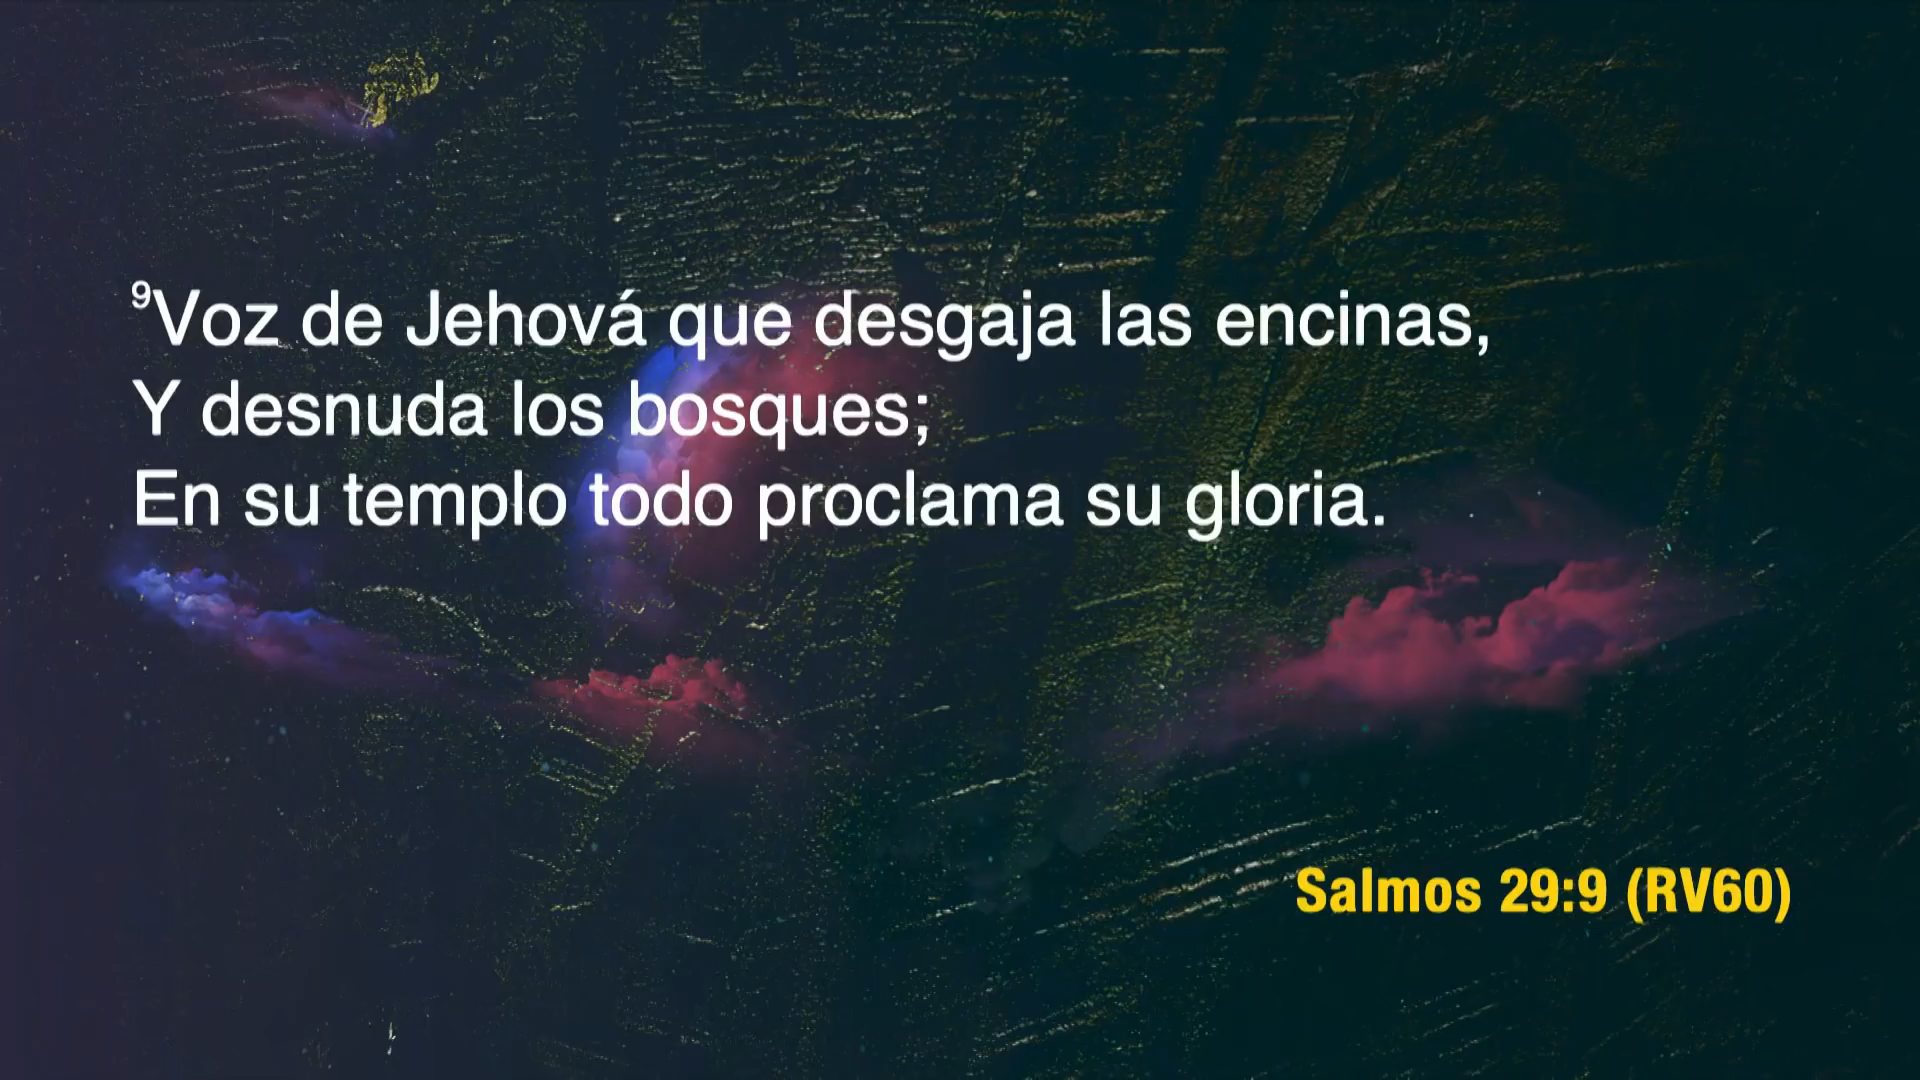 ⁹Voz de Jehová que desgaja las encinas,
Y desnuda los bosques;
En su templo todo proclama su gloria.
Salmos 29:9 (RV60)